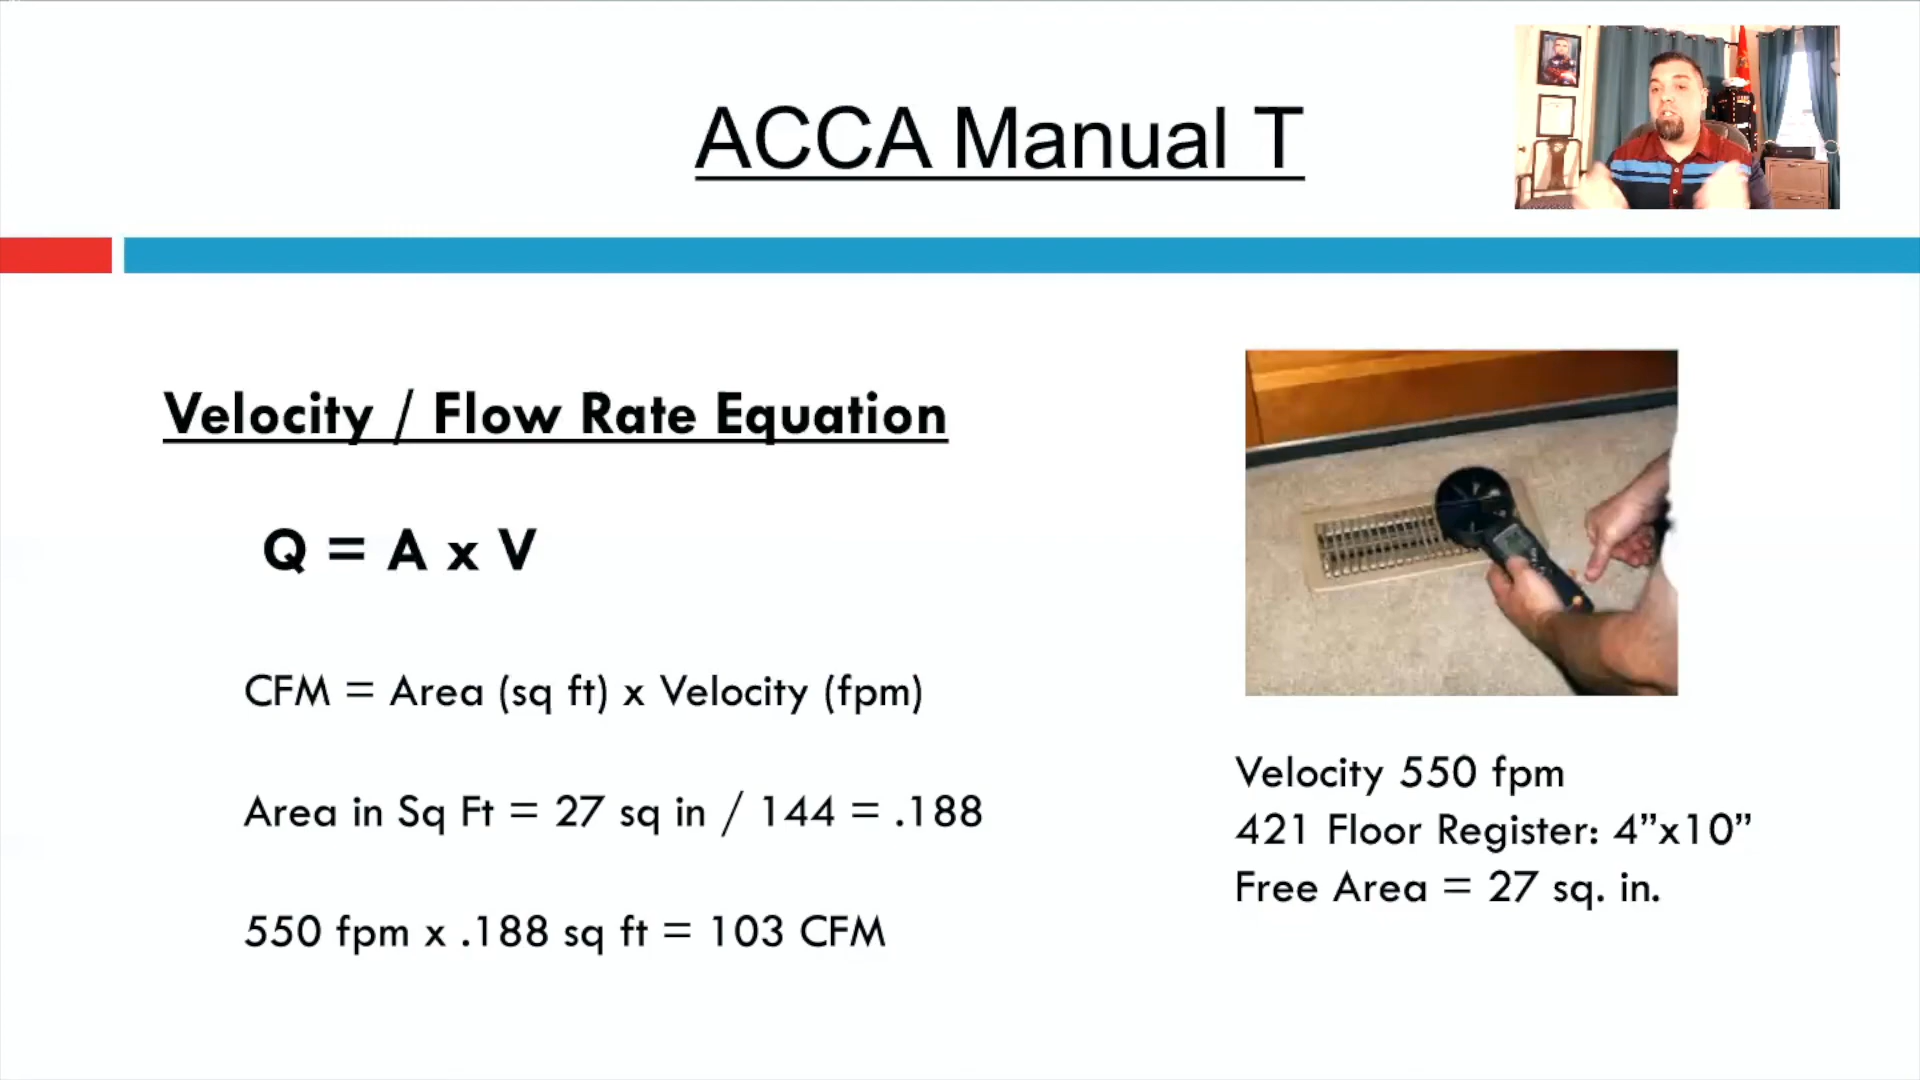 ACCA Manual T
Velocity / Flow Rate Equation
Q = A x V
CFM = Area (sq ft) x Velocity (fpm)
Area in Sq Ft = 27 sq in / 144 = .188
550 fpm x .188 sq ft = 103 CFM
Velocity 550 fpm
421 Floor Register: 4”x10”
Free Area = 27 sq. in.